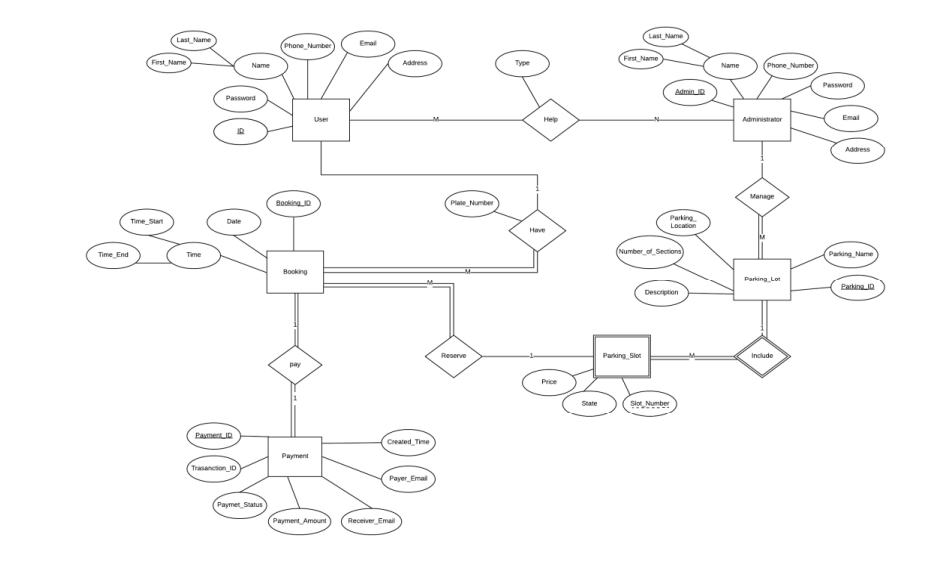 Last_Name
First_Name
Name
Phone_Number
Email
Address
Password
ID
User
M
Type
Help
N
Last_Name
First_Name
Name
Phone_Number
Admin_ID
Password
Email
Address
Administrator
1
Manage
M
1
Plate_Number
Have
M
Booking_ID
Time_Start
Date
Time_End
Time
Booking
M
Parking_
Location
Number_of_Sections
Description
Parking_Name
Parking_ID
Parking_Lot
1
Include
M
Parking_Slot
1
Reserve
Price
State
Slot_Number
1
pay
1
Payment_ID
Trasanction_ID
Paymet_Status
Payment_Amount
Receiver_Email
Payer_Email
Created_Time
Payment